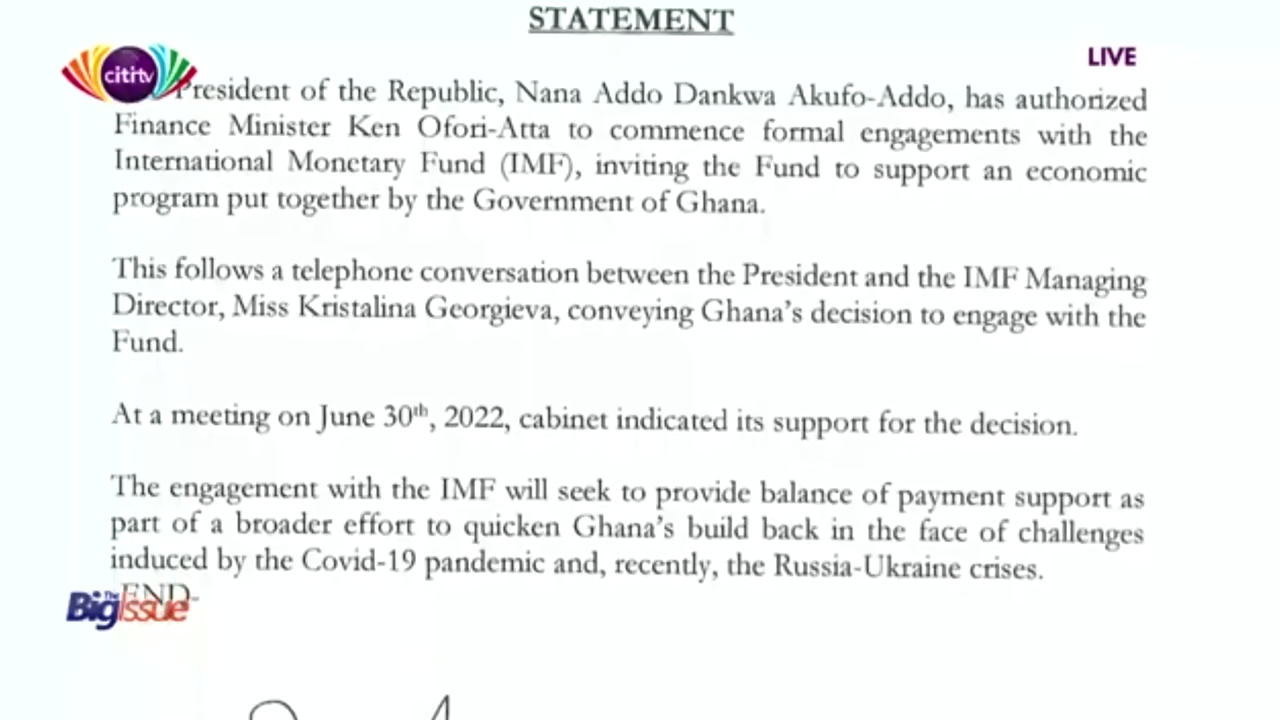 STATEMENT
LIVE
cititv
President of the Republic, Nana Addo Dankwa Akufo-Addo, has authorized
Finance Minister Ken Ofori-Atta to commence formal engagements with the
International Monetary Fund (IMF), inviting the Fund to support an economic
program put together by the Government of Ghana.
This follows a telephone conversation between the President and the IMF Managing
Director, Miss Kristalina Georgieva, conveying Ghana's decision to engage with the
Fund.
At a meeting on June 30th, 2022, cabinet indicated its support for the decision.
The engagement with the IMF will seek to provide balance of payment support as
part of a broader effort to quicken Ghana's build back in the face of challenges
induced by the Covid-19 pandemic and, recently, the Russia-Ukraine crises.
END-
The
Big Issue